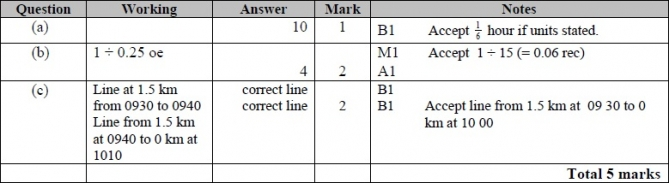 Question Working Answer Mark Notes
(a) 10 1 B1 Accept 1/6 hour if units stated.
(b) 1 ÷ 0.25 oe M1 Accept 1 ÷ 15 (= 0.06 rec)
4 2 A1
(c) Line at 1.5 km correct line B1
from 0930 to 0940 correct line 2 B1 Accept line from 1.5 km at 09 30 to 0
Line from 1.5 km km at 10 00
at 0940 to 0 km at
1010
Total 5 marks